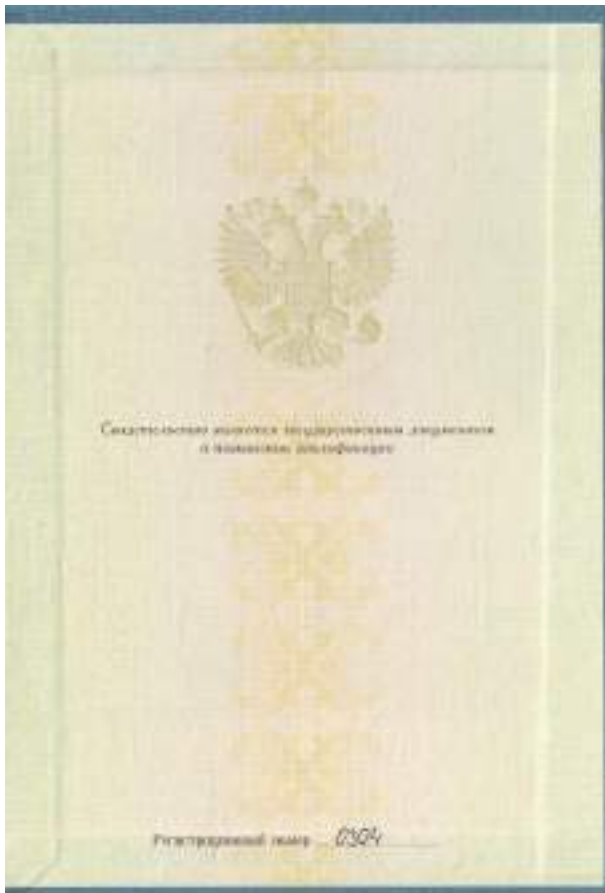 Свидетельство является государственным документом
о повышении квалификации
Регистрационный номер 0304